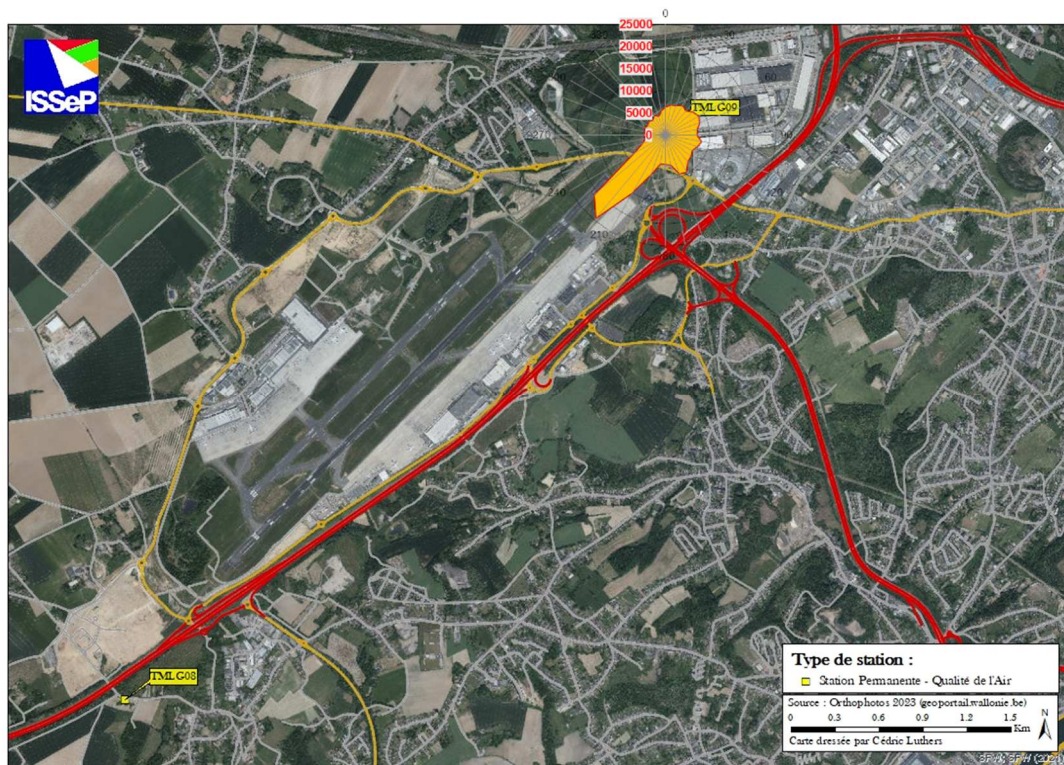 0
25000
20000
15000
10000
5000
0
60
TMLG09
240
210
ISSeP
TMLG08
Type de station :
Station Permanente - Qualité de l'Air
Source : Orthophotos 2023 (geoportail.wallonie.be)
0 0.3 0.6 0.9 1.2 1.5
Km
N
Carte dressée par Cédric Luthers